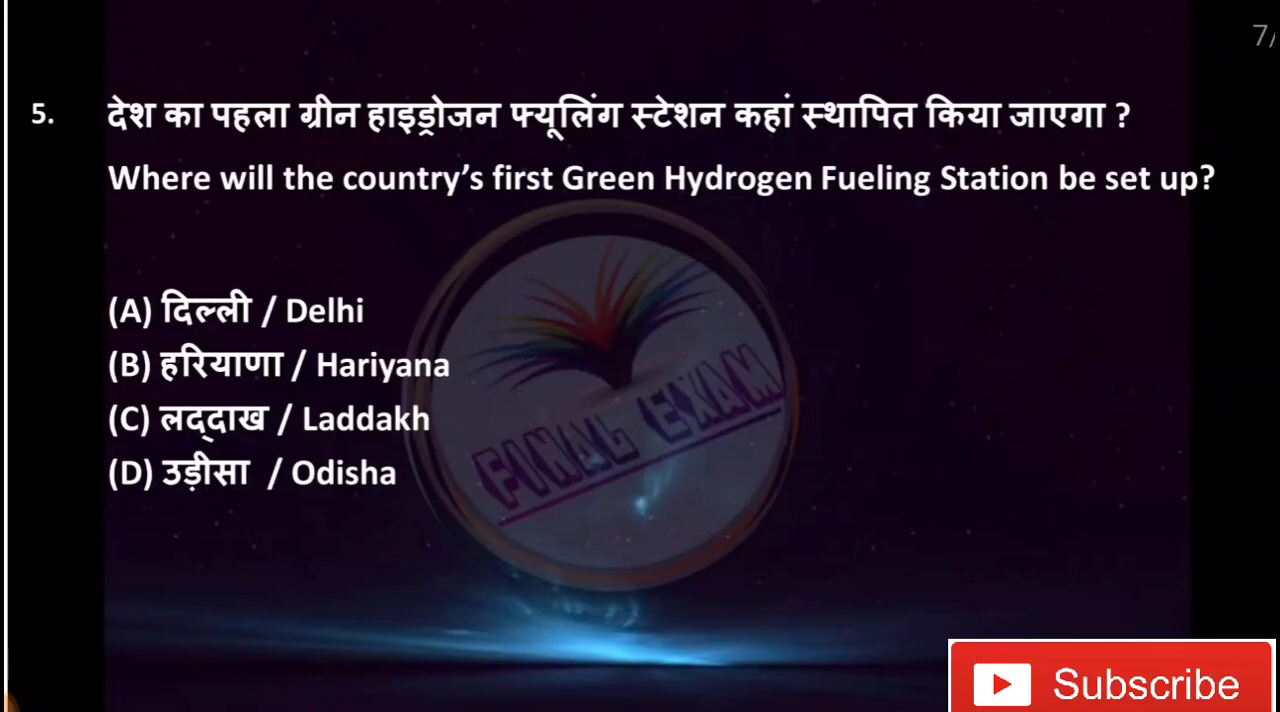 7/
5. देश का पहला ग्रीन हाइड्रोजन फ्यूलिंग स्टेशन कहां स्थापित किया जाएगा ?
Where will the country's first Green Hydrogen Fueling Station be set up?
(A) दिल्ली / Delhi
(B) हरियाणा / Hariyana
(C) लद्दाख / Laddakh
(D) उड़ीसा / Odisha
FINAL EXAM
Subscribe